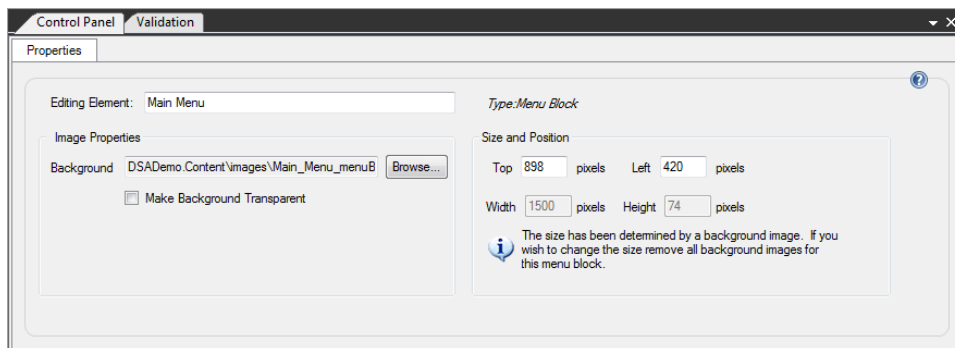 Control Panel Validation
Properties
Editing Element: Main Menu Type:Menu Block
Image Properties Size and Position
Background DSADemo.Content\images\Main_Menu_menuB Browse... Top 898 pixels Left 420 pixels
Make Background Transparent
Width 1500 pixels Height 74 pixels
The size has been determined by a background image. If you
wish to change the size remove all background images for
this menu block.